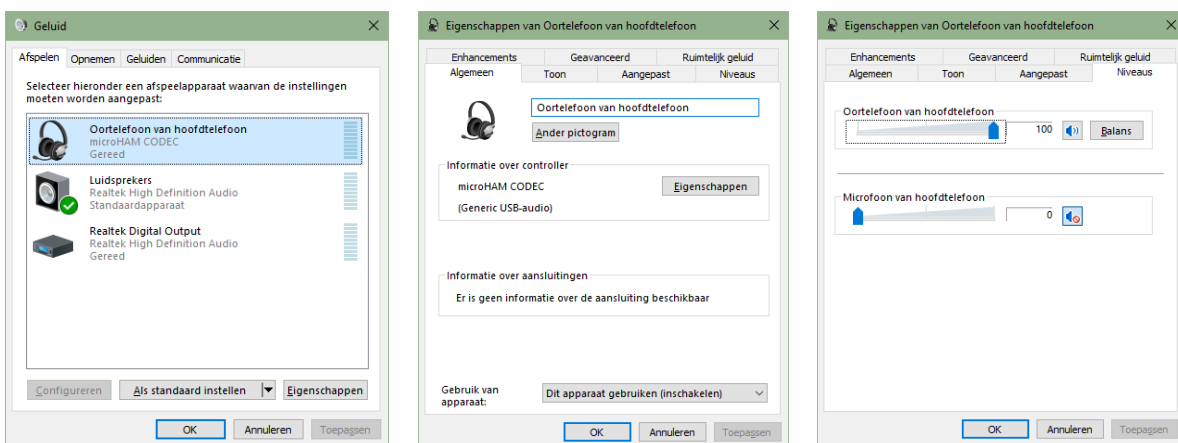 Geluid
Afspelen Opnemen Geluiden Communicatie
Selecteer hieronder een afspeelapparaat waarvan de instellingen
moeten worden aangepast:
Oortelefoon van hoofdtelefoon
microHAM CODEC
Gereed
Luidsprekers
Realtek High Definition Audio
Standaardapparaat
Realtek Digital Output
Realtek High Definition Audio
Gereed
Configureren Als standaard instellen Eigenschappen
OK Annuleren Toepassen
Eigenschappen van Oortelefoon van hoofdtelefoon
Enhancements Geavanceerd Ruimtelijk geluid
Algemeen Toon Aangepast Niveaus
Oortelefoon van hoofdtelefoon
Ander pictogram
Informatie over controller
microHAM CODEC Eigenschappen
(Generic USB-audio)
Informatie over aansluitingen
Er is geen informatie over de aansluiting beschikbaar
Gebruik van
apparaat: Dit apparaat gebruiken (inschakelen)
OK Annuleren Toepassen
Eigenschappen van Oortelefoon van hoofdtelefoon
Enhancements Geavanceerd Ruimtelijk geluid
Algemeen Toon Aangepast Niveaus
Oortelefoon van hoofdtelefoon
100 Balans
Microfoon van hoofdtelefoon
0
OK Annuleren Toepassen